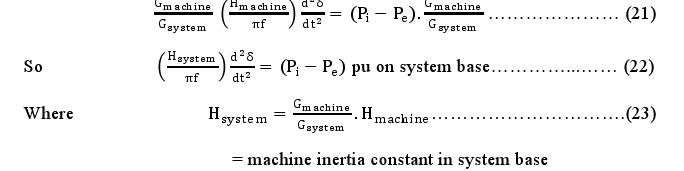 G_machine/G_system (H_machine/πf) d²δ/dt² = (P_i − P_e).G_machine/G_system …………………… (21)
So (H_system/πf) d²δ/dt² = (P_i − P_e) pu on system base…………..…… (22)
Where H_system = G_machine/G_system . H_machine ……………………….(23)
= machine inertia constant in system base